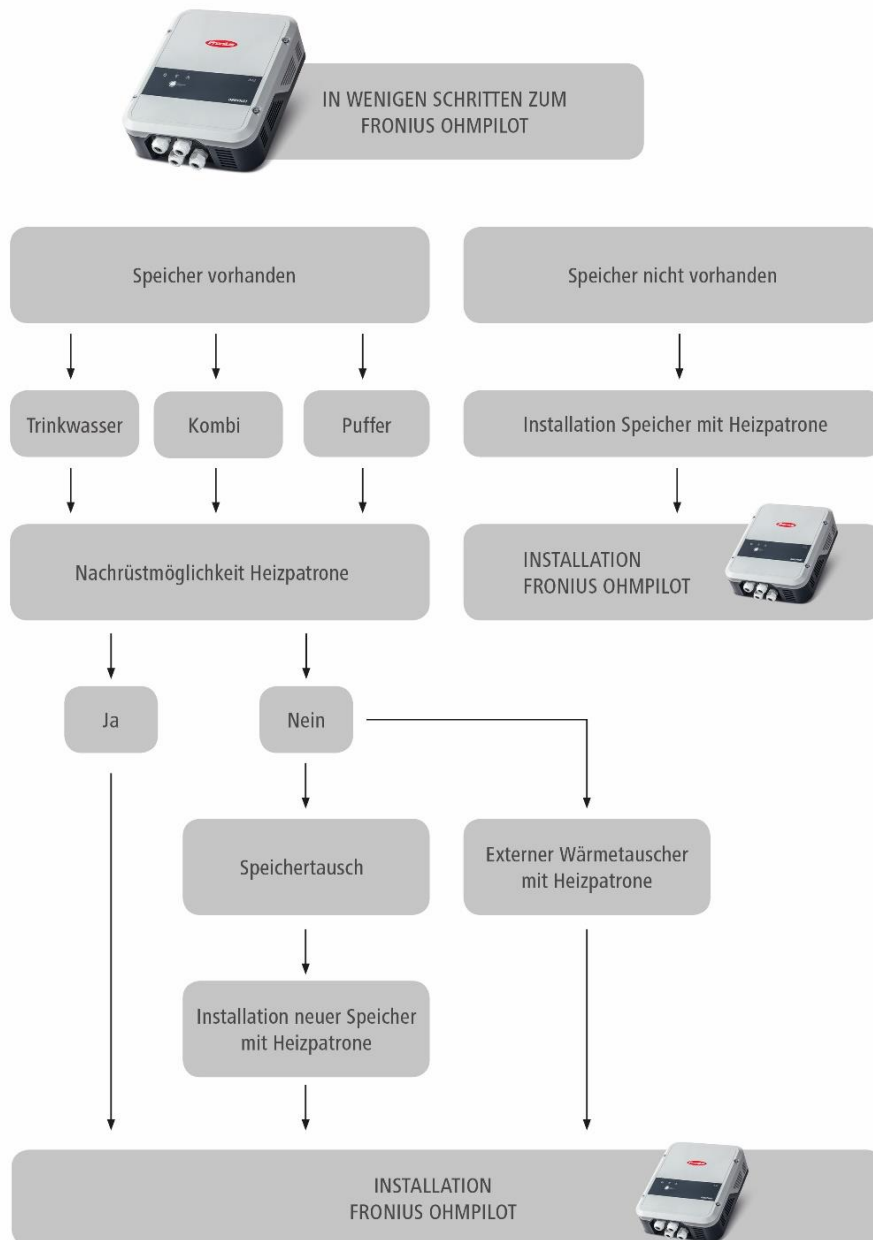 Fronius
IN WENIGEN SCHRITTEN ZUM
FRONIUS OHMPILOT
Speicher vorhanden
Speicher nicht vorhanden
Trinkwasser
Kombi
Puffer
Installation Speicher mit Heizpatrone
Nachrüstmöglichkeit Heizpatrone
INSTALLATION
FRONIUS OHMPILOT
Ja
Nein
Speichertausch
Externer Wärmetauscher
mit Heizpatrone
Installation neuer Speicher
mit Heizpatrone
INSTALLATION
FRONIUS OHMPILOT